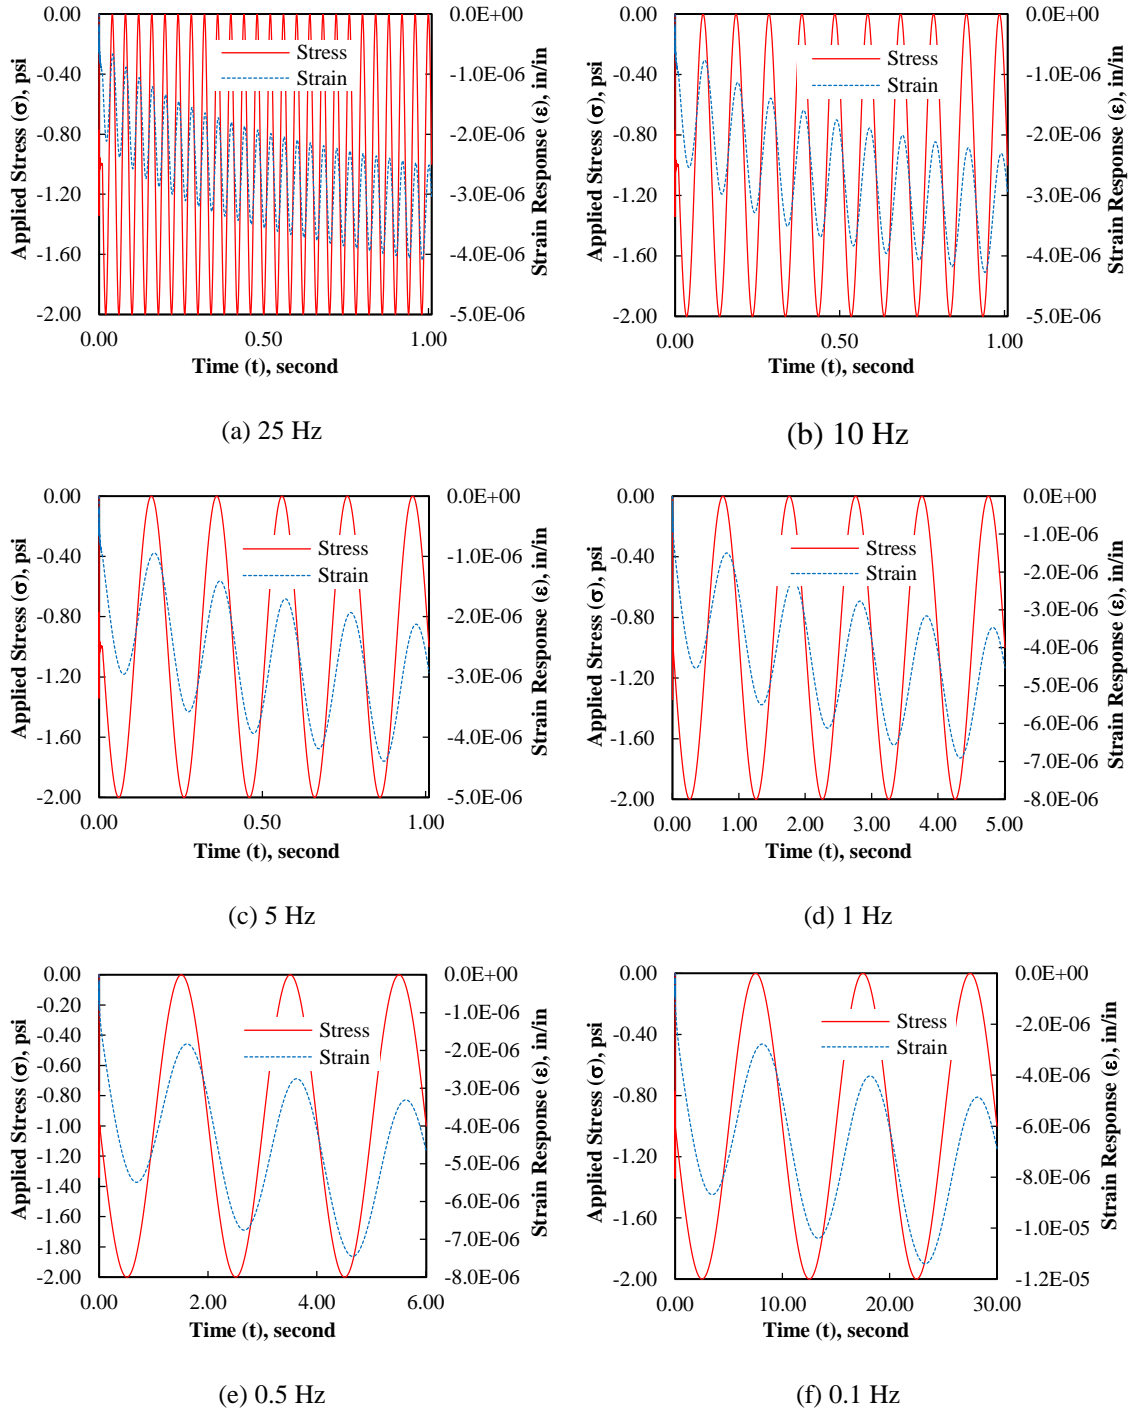 0.00
-0.40
-0.80
-1.20
-1.60
-2.00
Applied Stress (σ), psi
0.0E+00
-1.0E-06
-2.0E-06
-3.0E-06
-4.0E-06
-5.0E-06
Strain Response (ε), in/in
Stress
Strain
0.00 0.50 1.00
Time (t), second
(a) 25 Hz
0.00
-0.40
-0.80
-1.20
-1.60
-2.00
Applied Stress (σ), psi
0.0E+00
-1.0E-06
-2.0E-06
-3.0E-06
-4.0E-06
-5.0E-06
Strain Response (ε), in/in
Stress
Strain
0.00 0.50 1.00
Time (t), second
(b) 10 Hz
0.00
-0.40
-0.80
-1.20
-1.60
-2.00
Applied Stress (σ), psi
0.0E+00
-1.0E-06
-2.0E-06
-3.0E-06
-4.0E-06
-5.0E-06
Strain Response (ε), in/in
Stress
Strain
0.00 0.50 1.00
Time (t), second
(c) 5 Hz
0.00
-0.40
-0.80
-1.20
-1.60
-2.00
Applied Stress (σ), psi
0.0E+00
-1.0E-06
-2.0E-06
-3.0E-06
-4.0E-06
-5.0E-06
-6.0E-06
-7.0E-06
-8.0E-06
Strain Response (ε), in/in
Stress
Strain
0.00 1.00 2.00 3.00 4.00 5.00
Time (t), second
(d) 1 Hz
0.00
-0.20
-0.40
-0.60
-0.80
-1.00
-1.20
-1.40
-1.60
-1.80
-2.00
Applied Stress (σ), psi
0.0E+00
-1.0E-06
-2.0E-06
-3.0E-06
-4.0E-06
-5.0E-06
-6.0E-06
-7.0E-06
-8.0E-06
Strain Response (ε), in/in
Stress
Strain
0.00 2.00 4.00 6.00
Time (t), second
(e) 0.5 Hz
0.00
-0.40
-0.80
-1.20
-1.60
-2.00
Applied Stress (σ), psi
0.0E+00
-2.0E-06
-4.0E-06
-6.0E-06
-8.0E-06
-1.0E-05
-1.2E-05
Strain Response (ε), in/in
Stress
Strain
0.00 10.00 20.00 30.00
Time (t), second
(f) 0.1 Hz